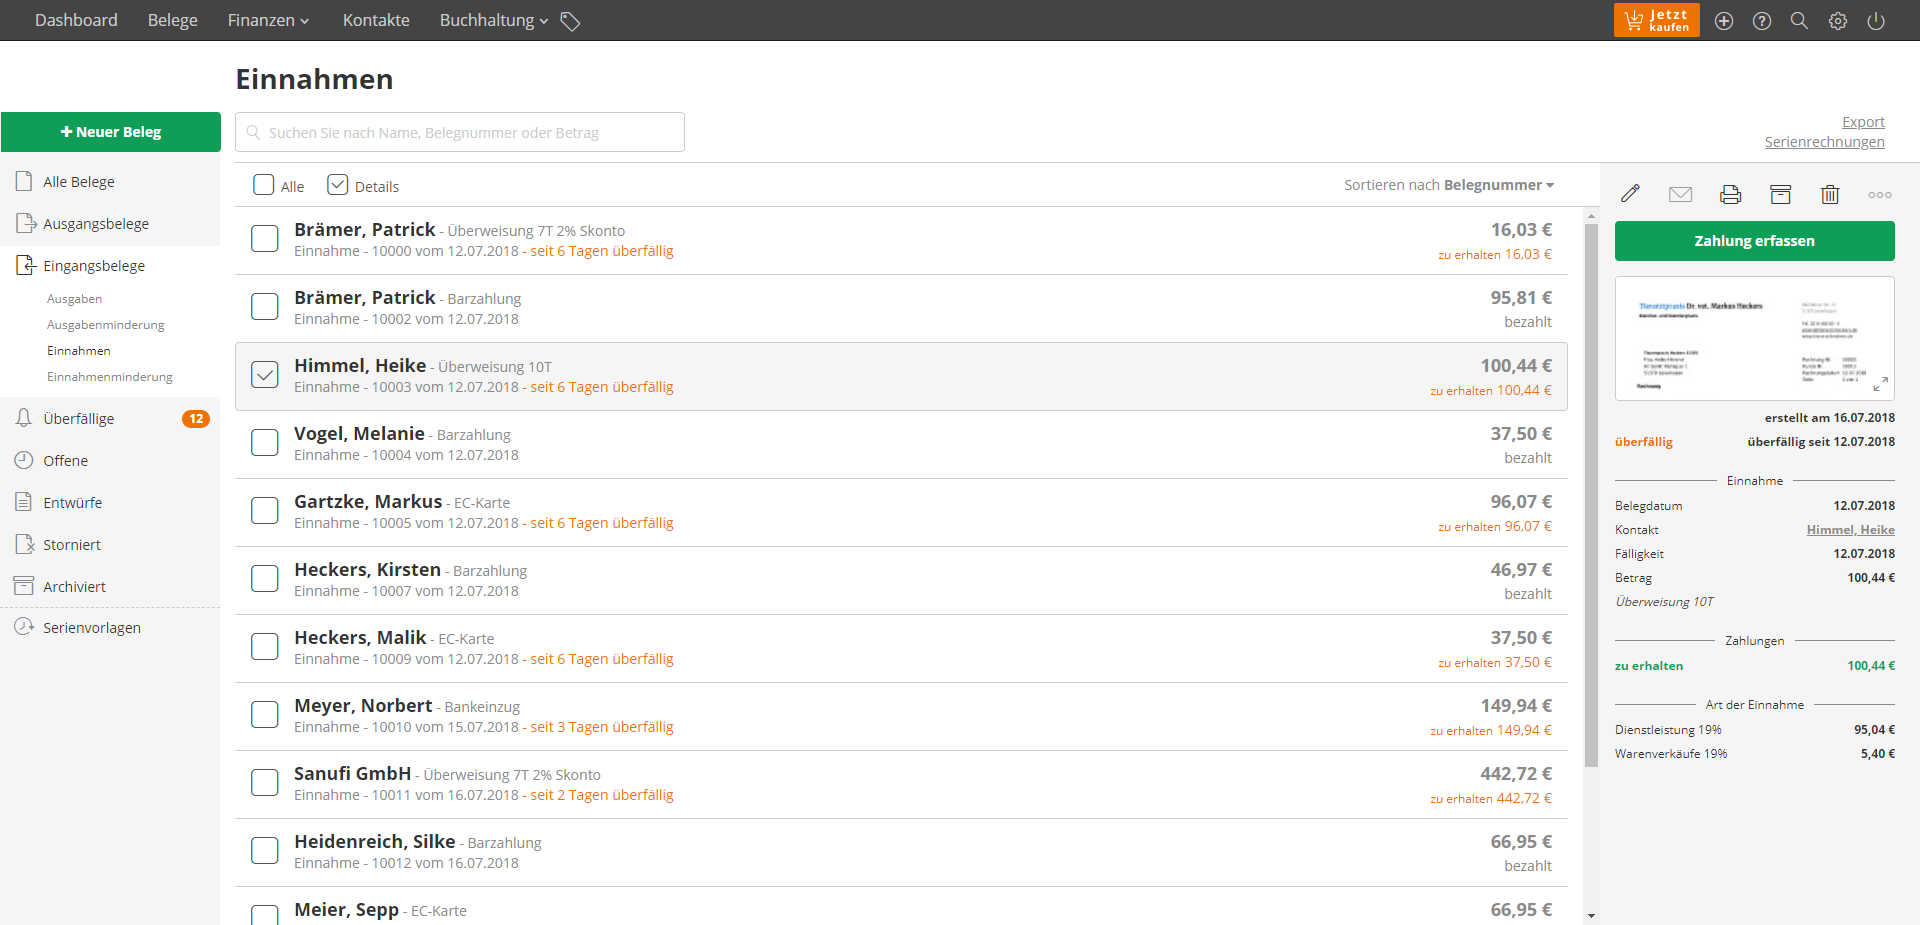 Dashboard Belege Finanzen Kontakte Buchhaltung Jetzt kaufen
Einnahmen
+ Neuer Beleg
Suchen Sie nach Name, Belegnummer oder Betrag
Export
Serienrechnungen
Alle Belege
Ausgangsbelege
Eingangsbelege
Ausgaben
Ausgabenminderung
Einnahmen
Einnahmenminderung
Überfällige 12
Offene
Entwürfe
Storniert
Archiviert
Serienvorlagen
Alle Details Sortieren nach Belegnummer
Brämer, Patrick - Überweisung 7T 2% Skonto 16,03 €
Einnahme - 10000 vom 12.07.2018 - seit 6 Tagen überfällig zu erhalten 16,03 €
Brämer, Patrick - Barzahlung 95,81 €
Einnahme - 10002 vom 12.07.2018 bezahlt
Himmel, Heike - Überweisung 10T 100,44 €
Einnahme - 10003 vom 12.07.2018 - seit 6 Tagen überfällig zu erhalten 100,44 €
Vogel, Melanie - Barzahlung 37,50 €
Einnahme - 10004 vom 12.07.2018 bezahlt
Gartzke, Markus - EC-Karte 96,07 €
Einnahme - 10005 vom 12.07.2018 - seit 6 Tagen überfällig zu erhalten 96,07 €
Heckers, Kirsten - Barzahlung 46,97 €
Einnahme - 10007 vom 12.07.2018 bezahlt
Heckers, Malik - EC-Karte 37,50 €
Einnahme - 10009 vom 12.07.2018 - seit 6 Tagen überfällig zu erhalten 37,50 €
Meyer, Norbert - Bankeinzug 149,94 €
Einnahme - 10010 vom 15.07.2018 - seit 3 Tagen überfällig zu erhalten 149,94 €
Sanufi GmbH - Überweisung 7T 2% Skonto 442,72 €
Einnahme - 10011 vom 16.07.2018 - seit 2 Tagen überfällig zu erhalten 442,72 €
Heidenreich, Silke - Barzahlung 66,95 €
Einnahme - 10012 vom 16.07.2018 bezahlt
Meier, Sepp - EC-Karte 66,95 €
Zahlung erfassen
Tierarztpraxis Dr. vet. Markus Heckers
Rechnung
erstellt am 16.07.2018
überfällig überfällig seit 12.07.2018
Einnahme
Belegdatum 12.07.2018
Kontakt Himmel, Heike
Fälligkeit 12.07.2018
Betrag 100,44 €
Überweisung 10T
Zahlungen
zu erhalten 100,44 €
Art der Einnahme
Dienstleistung 19% 95,04 €
Warenverkäufe 19% 5,40 €